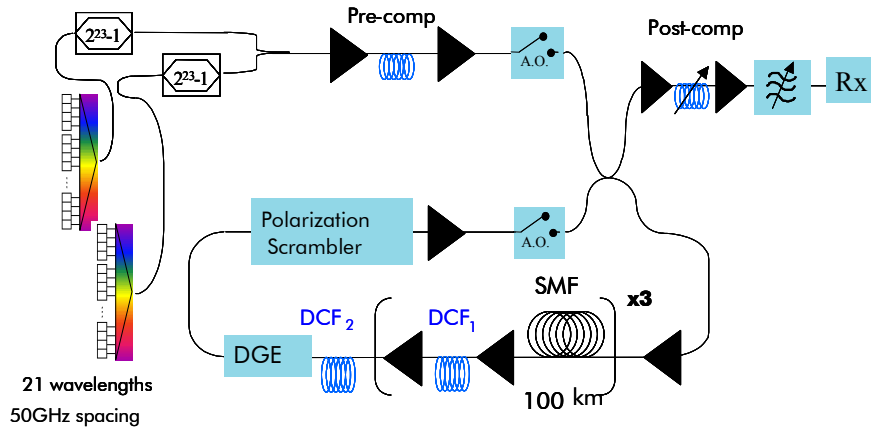 Pre-comp
2²³-1
A.O.
Post-comp
2²³-1
Rx
Polarization
Scrambler
A.O.
SMF
x3
DCF₂
DCF₁
DGE
100 km
21 wavelengths
50GHz spacing